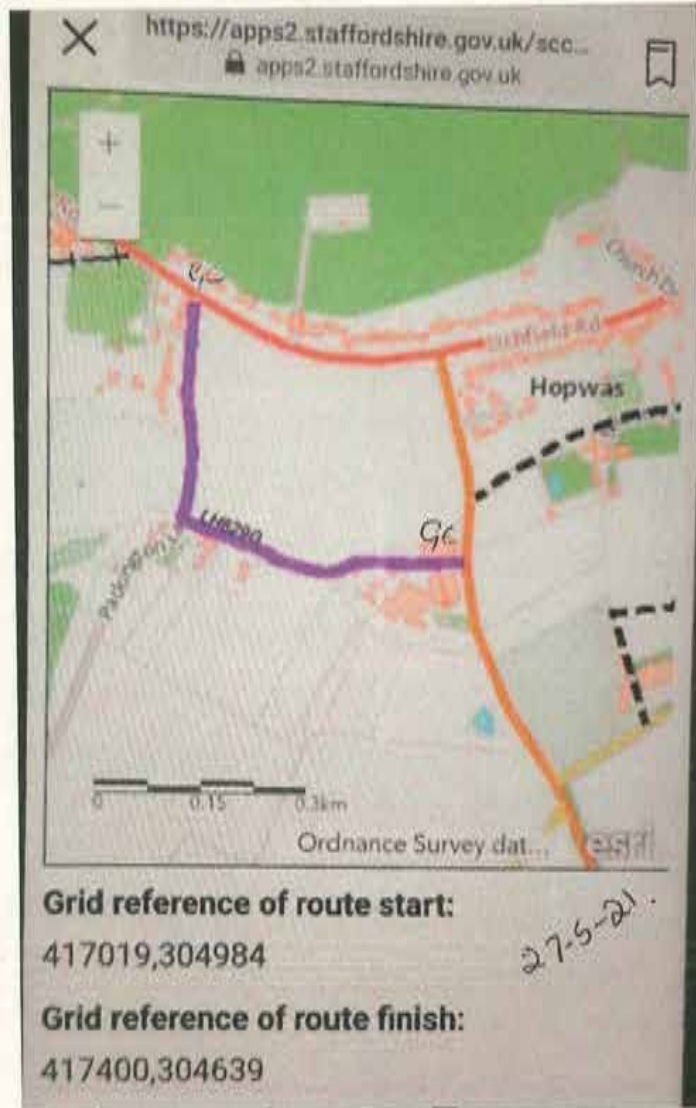 https://apps2.staffordshire.gov.uk/scc...
apps2.staffordshire.gov.uk
+
−
Church Dr
Lichfield Rd
Hopwas
GC
0
0.15
0.3km
Ordnance Survey dat...
Grid reference of route start:
27-5-21.
417019,304984
Grid reference of route finish:
417400,304639